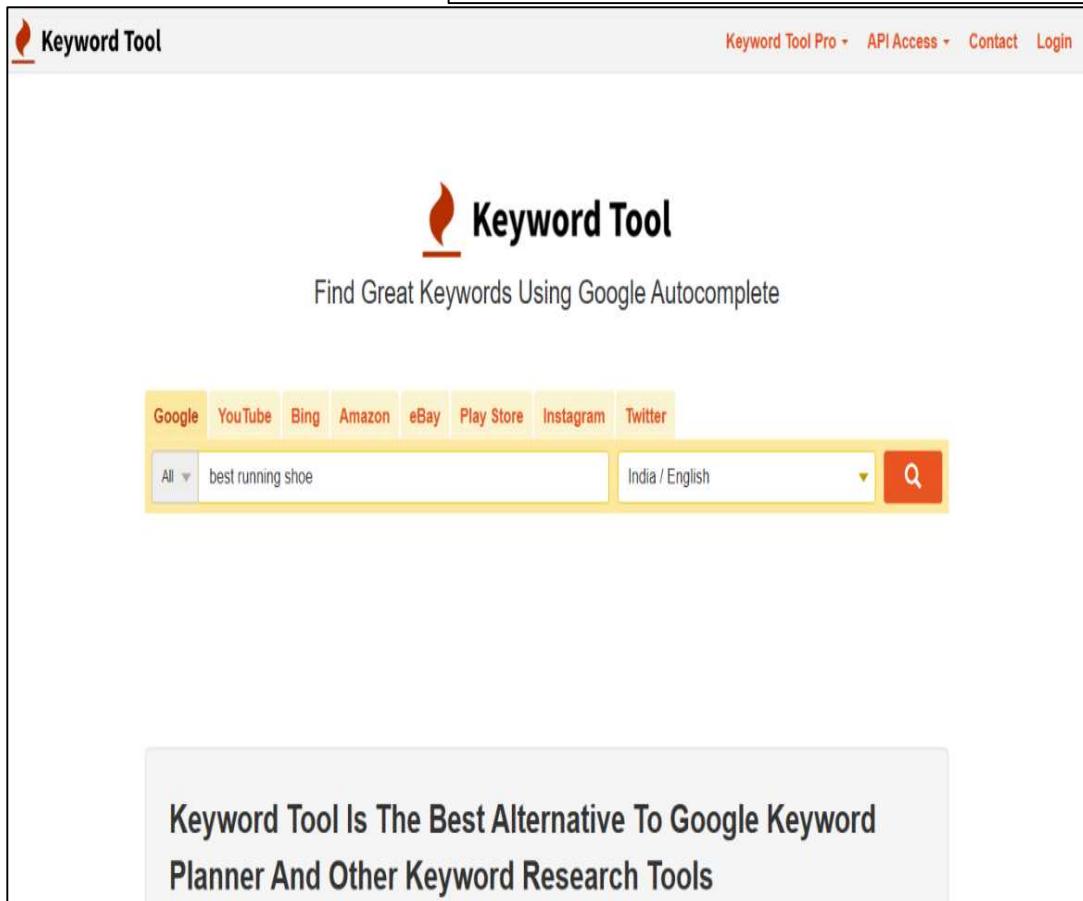 Keyword Tool
Keyword Tool Pro API Access Contact Login
Keyword Tool
Find Great Keywords Using Google Autocomplete
Google YouTube Bing Amazon eBay Play Store Instagram Twitter
All best running shoe India / English
Keyword Tool Is The Best Alternative To Google Keyword
Planner And Other Keyword Research Tools